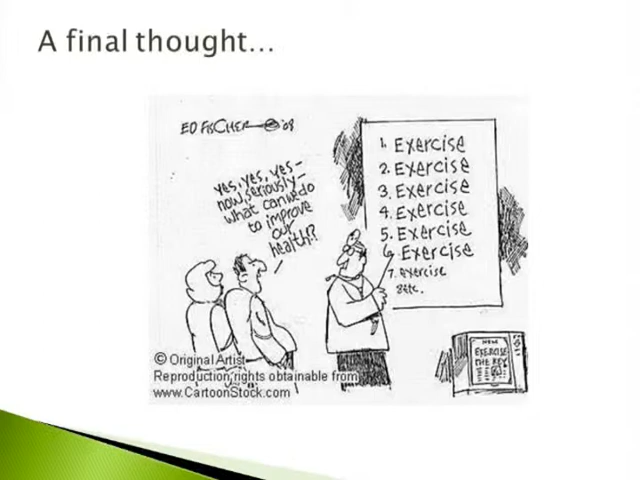 A final thought...
ED FISCHER '08
yes, yes, yes-
now, seriously-
what can we do
to improve
our
health??
1. Exercise
2. Exercise
3. Exercise
4. Exercise
5. Exercise
6. Exercise
7. exercise
8 etc.
NEW
EXERCISE
THE KEY
© Original Artist
Reproduction rights obtainable from
www.CartoonStock.com